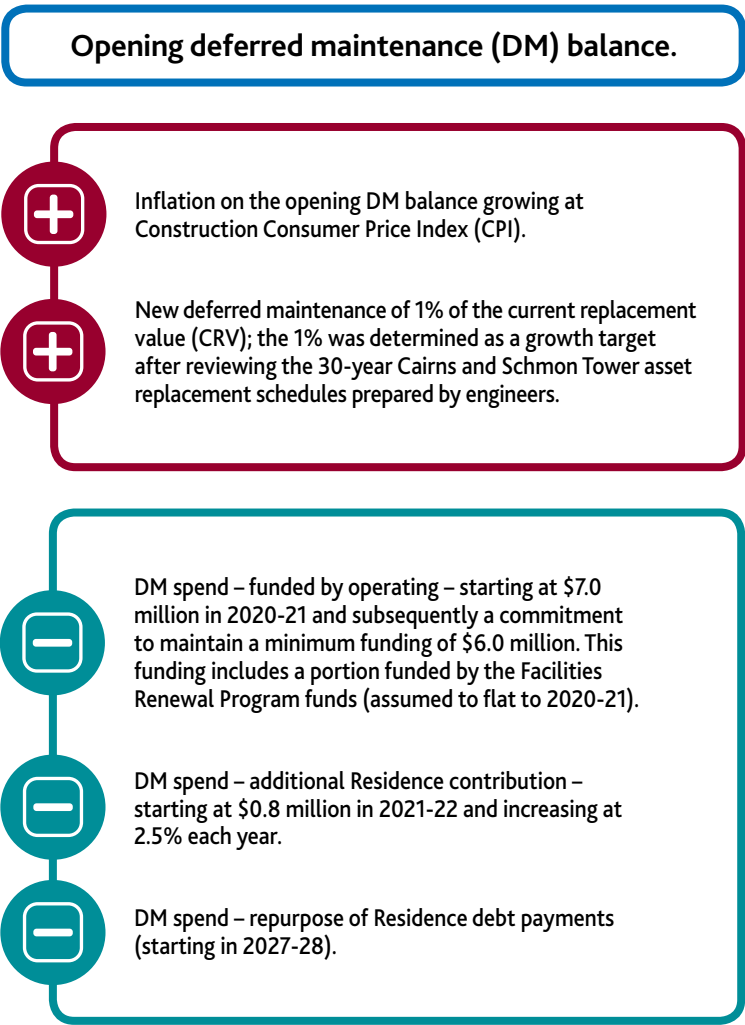 Opening deferred maintenance (DM) balance.
Inflation on the opening DM balance growing at
Construction Consumer Price Index (CPI).
New deferred maintenance of 1% of the current replacement
value (CRV); the 1% was determined as a growth target
after reviewing the 30-year Cairns and Schmon Tower asset
replacement schedules prepared by engineers.
DM spend – funded by operating – starting at $7.0
million in 2020-21 and subsequently a commitment
to maintain a minimum funding of $6.0 million. This
funding includes a portion funded by the Facilities
Renewal Program funds (assumed to flat to 2020-21).
DM spend – additional Residence contribution –
starting at $0.8 million in 2021-22 and increasing at
2.5% each year.
DM spend – repurpose of Residence debt payments
(starting in 2027-28).